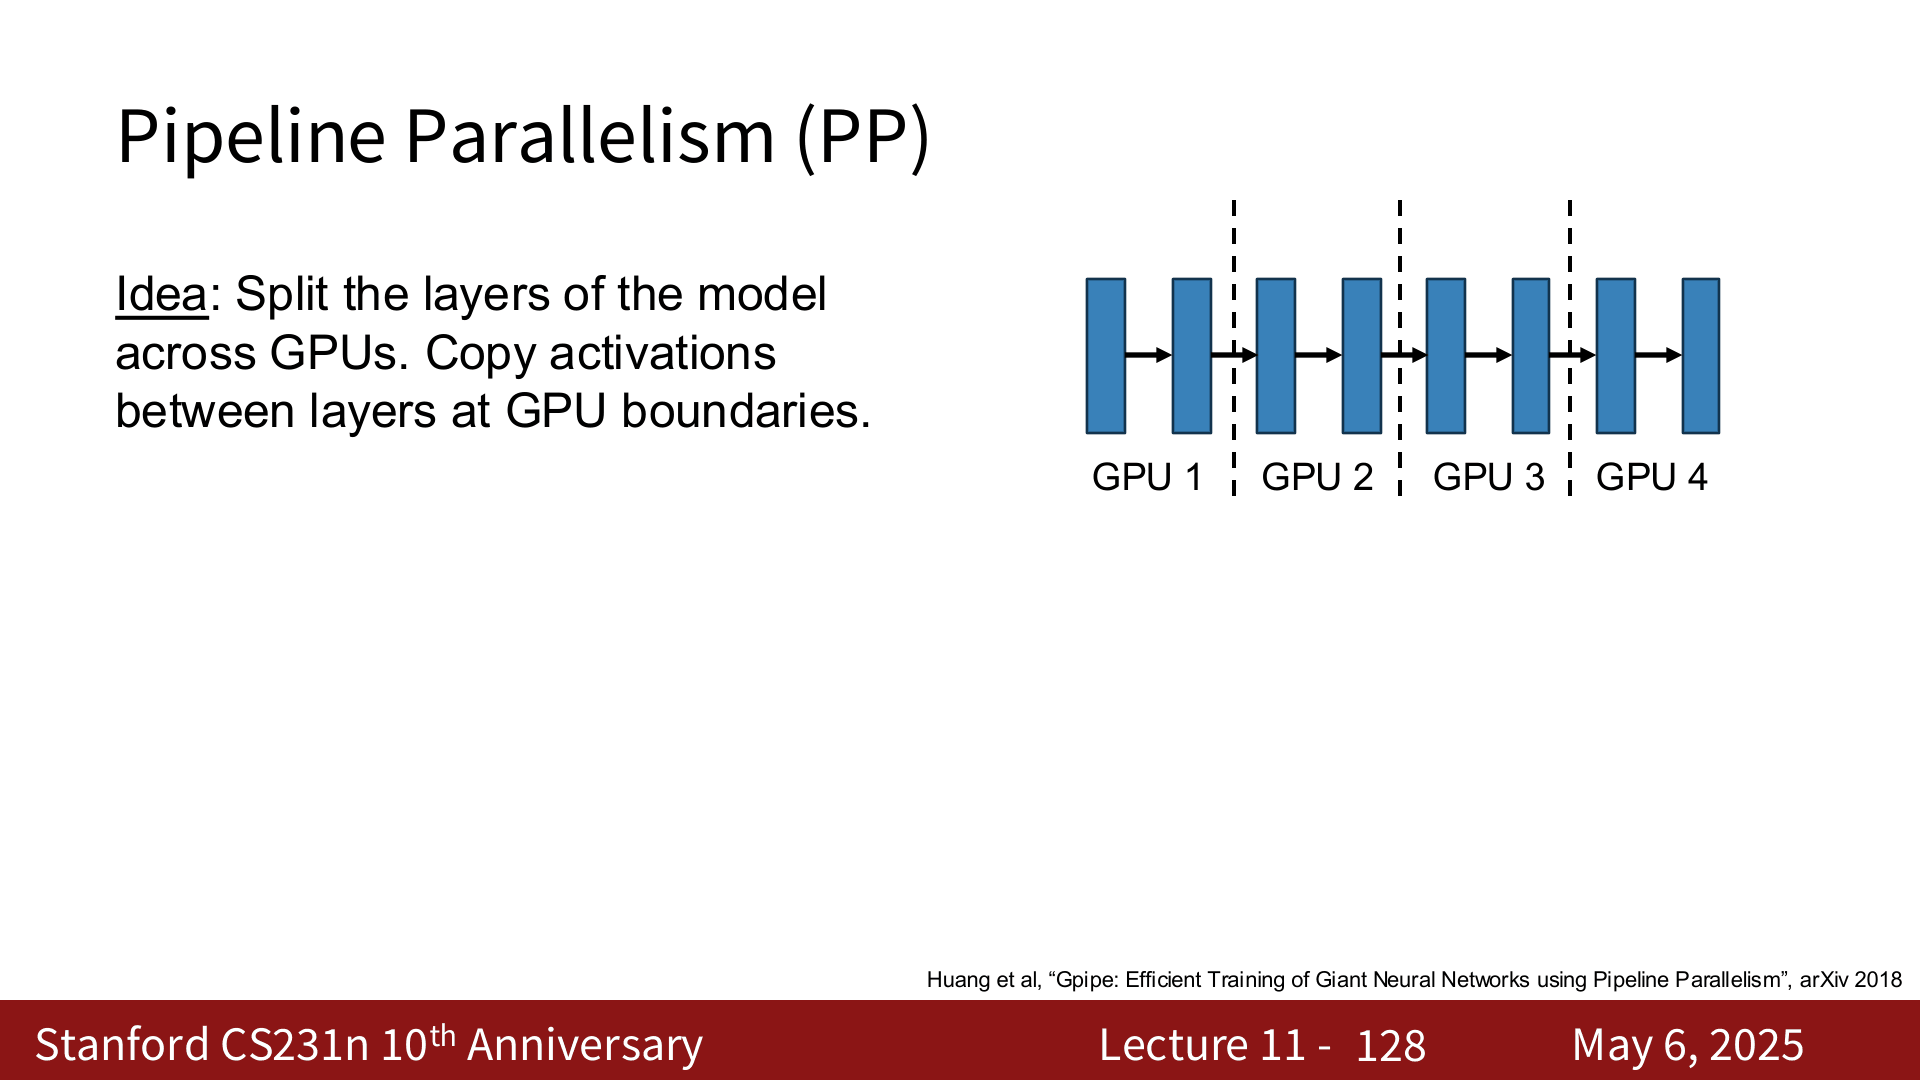 Pipeline Parallelism (PP)
Idea: Split the layers of the model
across GPUs. Copy activations
between layers at GPU boundaries.
GPU 1 GPU 2 GPU 3 GPU 4
Huang et al, “Gpipe: Efficient Training of Giant Neural Networks using Pipeline Parallelism”, arXiv 2018
Stanford CS231n 10th Anniversary Lecture 11 - 128 May 6, 2025